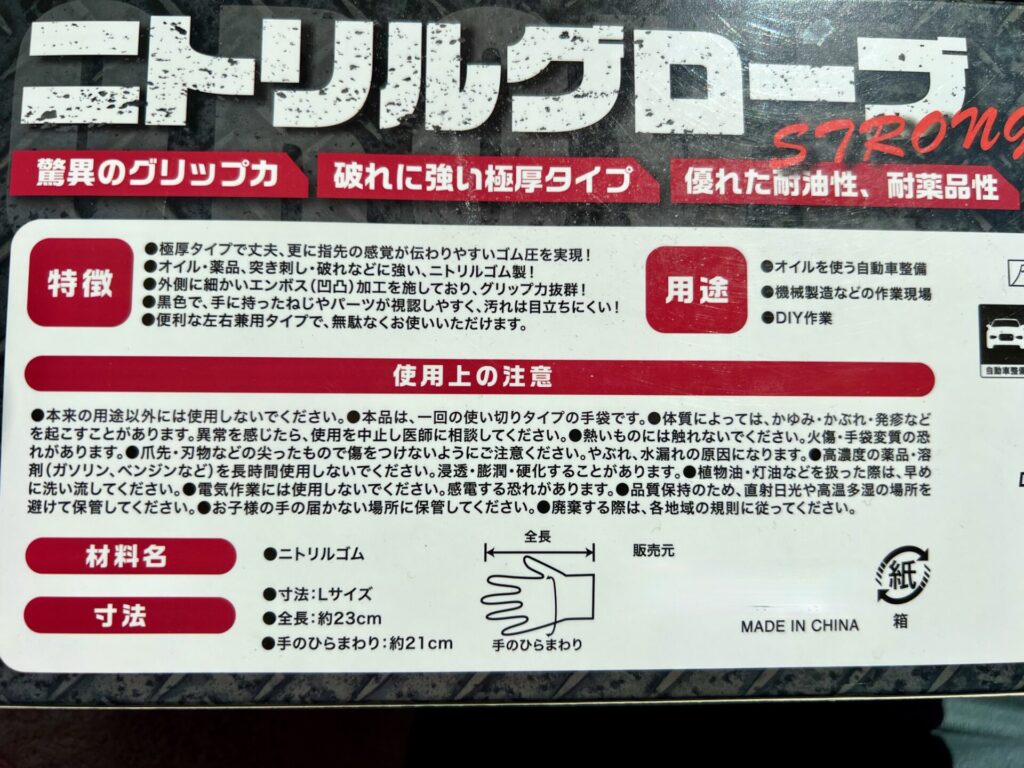 ニトリルグローブ
STRONG
驚異のグリップ力
破れに強い極厚タイプ
優れた耐油性、耐薬品性
特徴
●極厚タイプで丈夫、更に指先の感覚が伝わりやすいゴム圧を実現!
●オイル・薬品、突き刺し・破れなどに強い、ニトリルゴム製!
●外側に細かいエンボス(凹凸)加工を施しており、グリップ力抜群!
●黒色で、手に持ったねじやパーツが視認しやすく、汚れは目立ちにくい!
●便利な左右兼用タイプで、無駄なくお使いいただけます。
用途
●オイルを使う自動車整備
●機械製造などの作業現場
●DIY作業
自動車整備
使用上の注意
●本来の用途以外には使用しないでください。●本品は、一回の使い切りタイプの手袋です。●体質によっては、かゆみ・かぶれ・発疹など
を起こすことがあります。異常を感じたら、使用を中止し医師に相談してください。●熱いものには触れないでください。火傷・手袋変質の恐
れがあります。●爪先・刃物などの尖ったもので傷をつけないようにご注意ください。やぶれ、水漏れの原因になります。●高濃度の薬品・溶
剤(ガソリン、ベンジンなど)を長時間使用しないでください。浸透・膨潤・硬化することがあります。●植物油・灯油などを扱った際は、早め
に洗い流してください。●電気作業には使用しないでください。感電する恐れがあります。●品質保持のため、直射日光や高温多湿の場所を
避けて保管してください。●お子様の手の届かない場所に保管してください。●廃棄する際は、各地域の規則に従ってください。
材料名
●ニトリルゴム
寸法
●寸法:Lサイズ
●全長:約23cm
●手のひらまわり:約21cm
全長
手のひらまわり
販売元
MADE IN CHINA
紙
箱